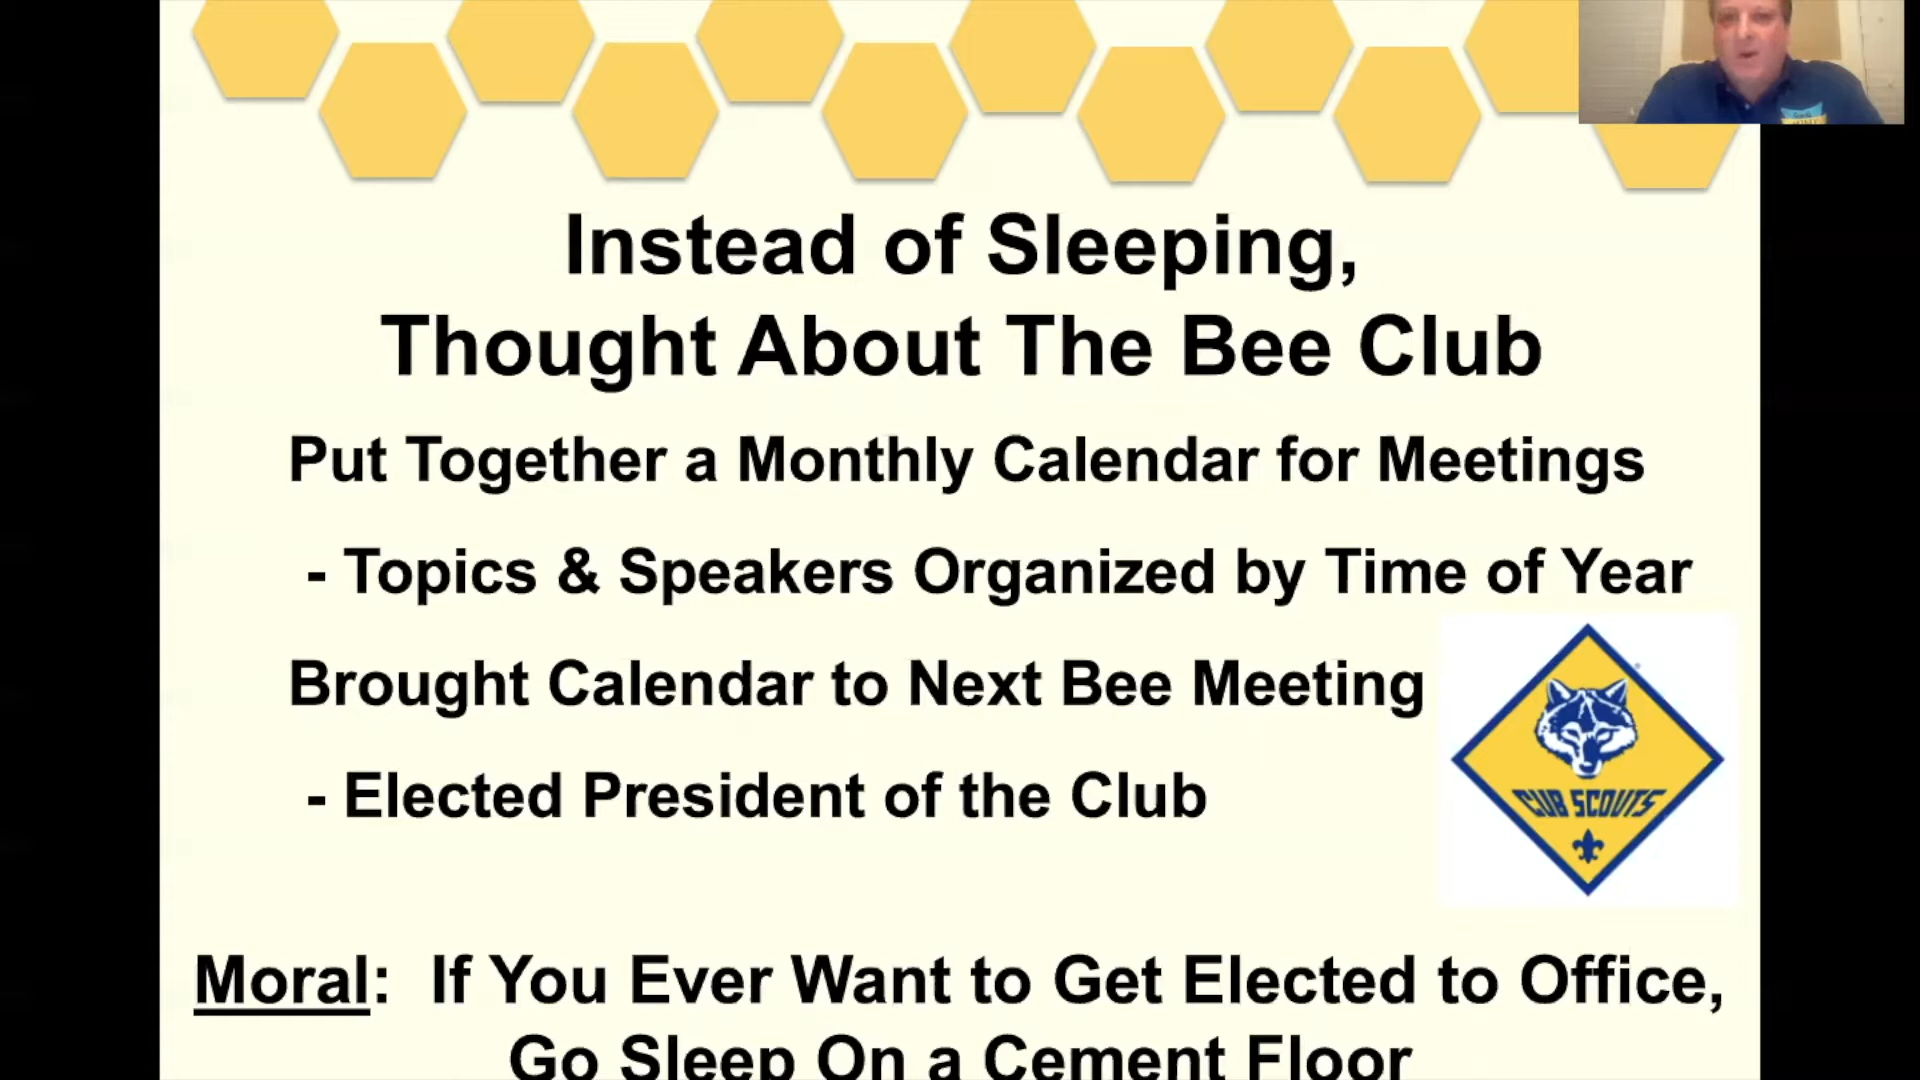 Instead of Sleeping,
Thought About The Bee Club
Put Together a Monthly Calendar for Meetings
- Topics & Speakers Organized by Time of Year
Brought Calendar to Next Bee Meeting
- Elected President of the Club
CUB SCOUTS
Moral: If You Ever Want to Get Elected to Office,
Go Sleep On a Cement Floor